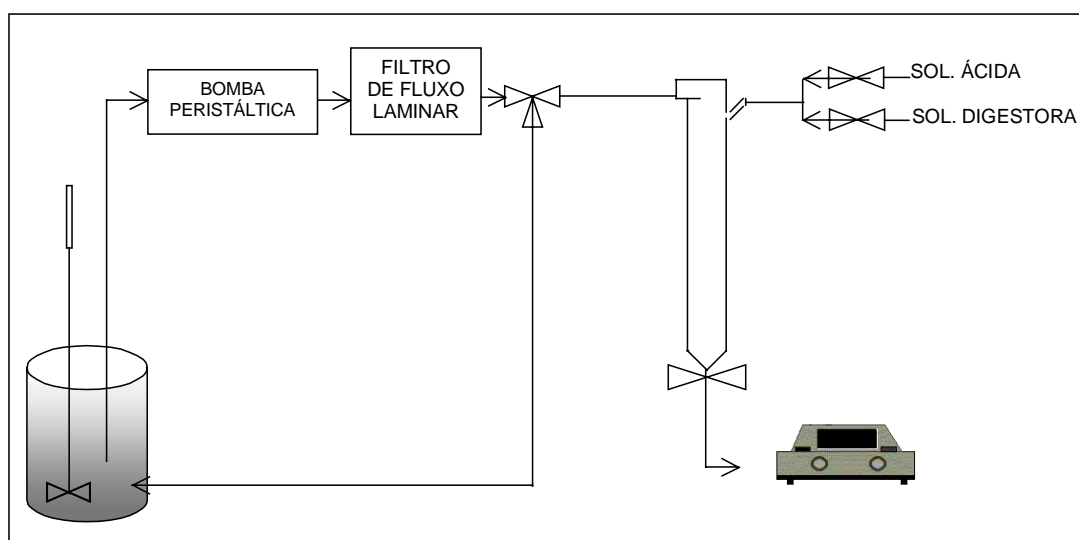 BOMBA
PERISTÁLTICA
FILTRO
DE FLUXO
LAMINAR
SOL. ÁCIDA
SOL. DIGESTORA